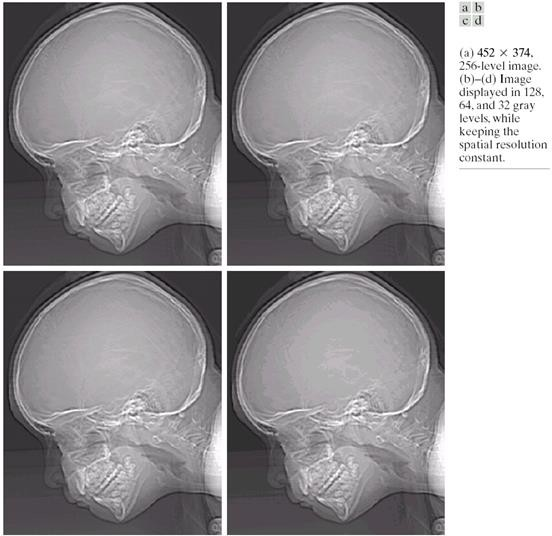 a b
c d
(a) 452 × 374,
256-level image.
(b)–(d) Image
displayed in 128,
64, and 32 gray
levels, while
keeping the
spatial resolution
constant.